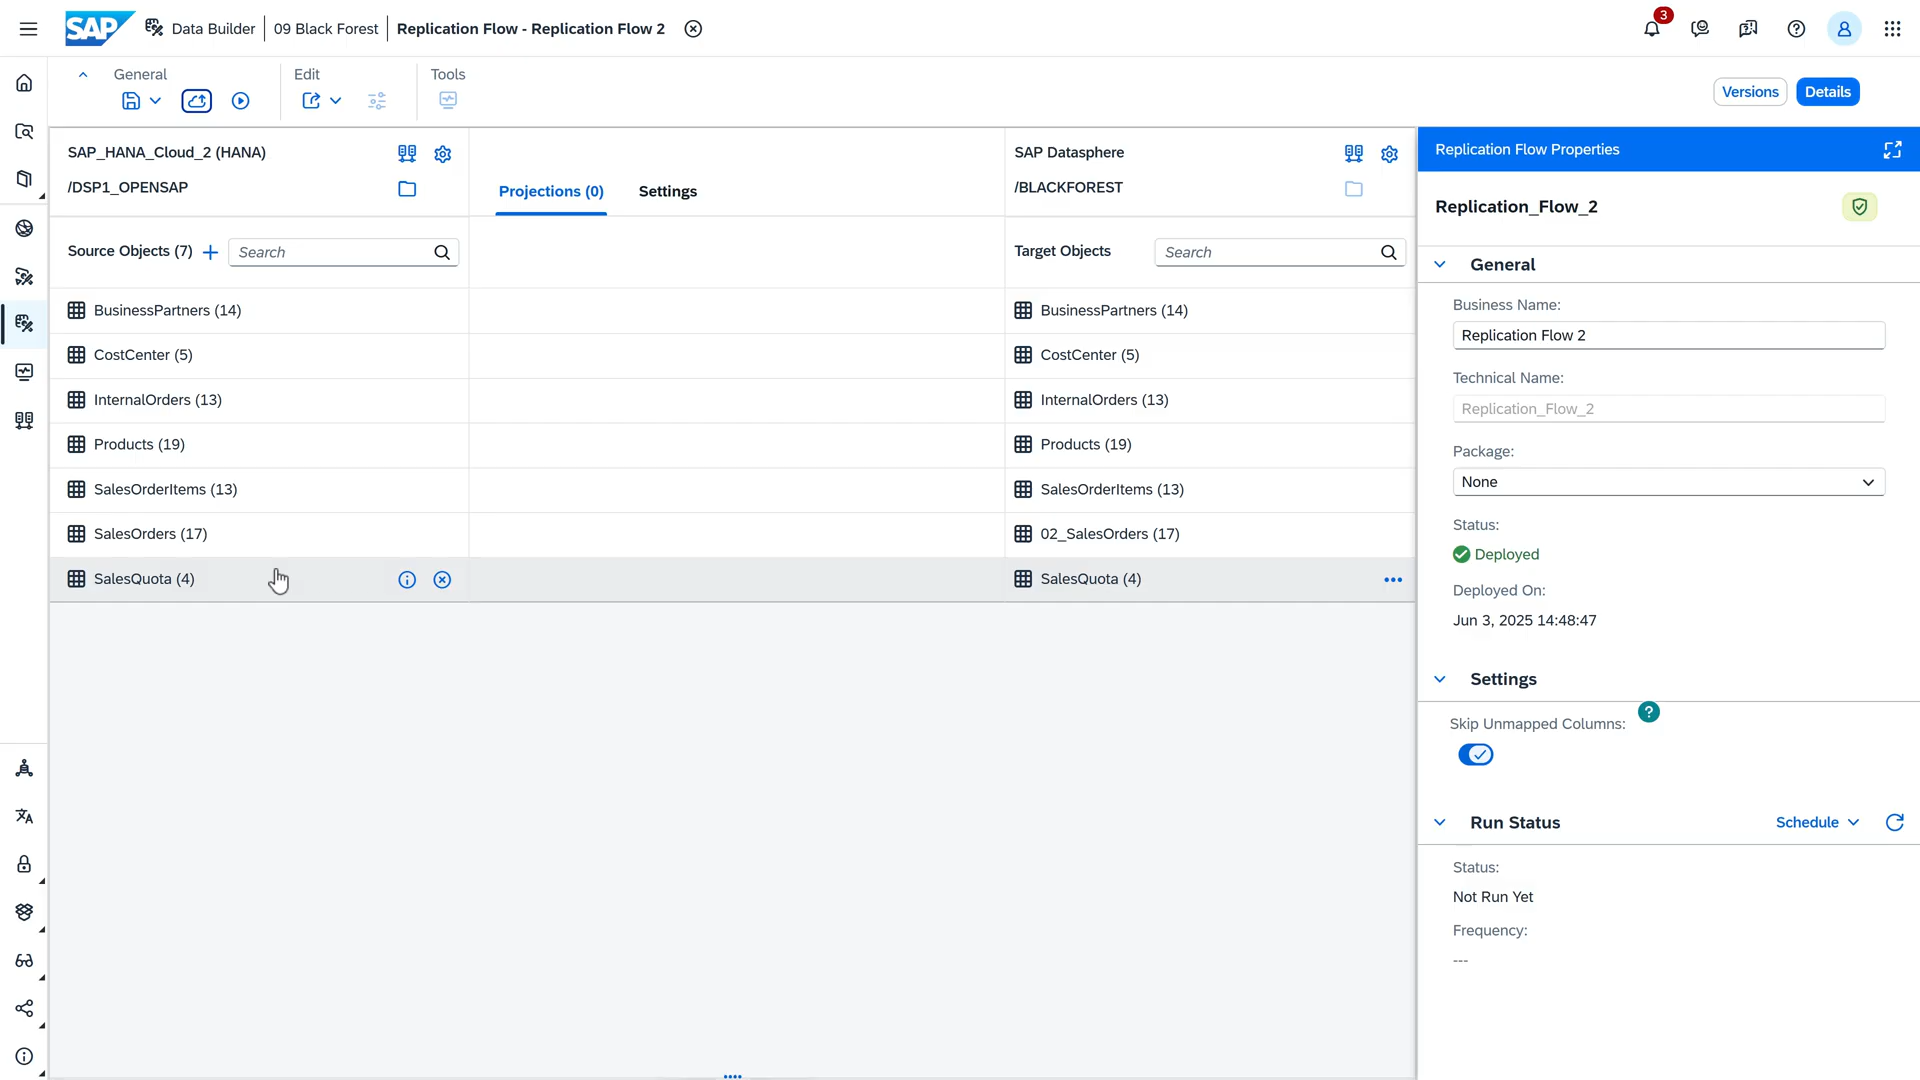 SAP Data Builder 09 Black Forest Replication Flow - Replication Flow 2 3
General Edit Tools
Versions Details
SAP_HANA_Cloud_2 (HANA)
/DSP1_OPENSAP
Projections (0) Settings
SAP Datasphere
/BLACKFOREST
Source Objects (7) Search
Target Objects Search
BusinessPartners (14) BusinessPartners (14)
CostCenter (5) CostCenter (5)
InternalOrders (13) InternalOrders (13)
Products (19) Products (19)
SalesOrderItems (13) SalesOrderItems (13)
SalesOrders (17) 02_SalesOrders (17)
SalesQuota (4) SalesQuota (4)
Replication Flow Properties
Replication_Flow_2
General
Business Name:
Replication Flow 2
Technical Name:
Replication_Flow_2
Package:
None
Status:
Deployed
Deployed On:
Jun 3, 2025 14:48:47
Settings
Skip Unmapped Columns: ?
Run Status Schedule
Status:
Not Run Yet
Frequency:
---